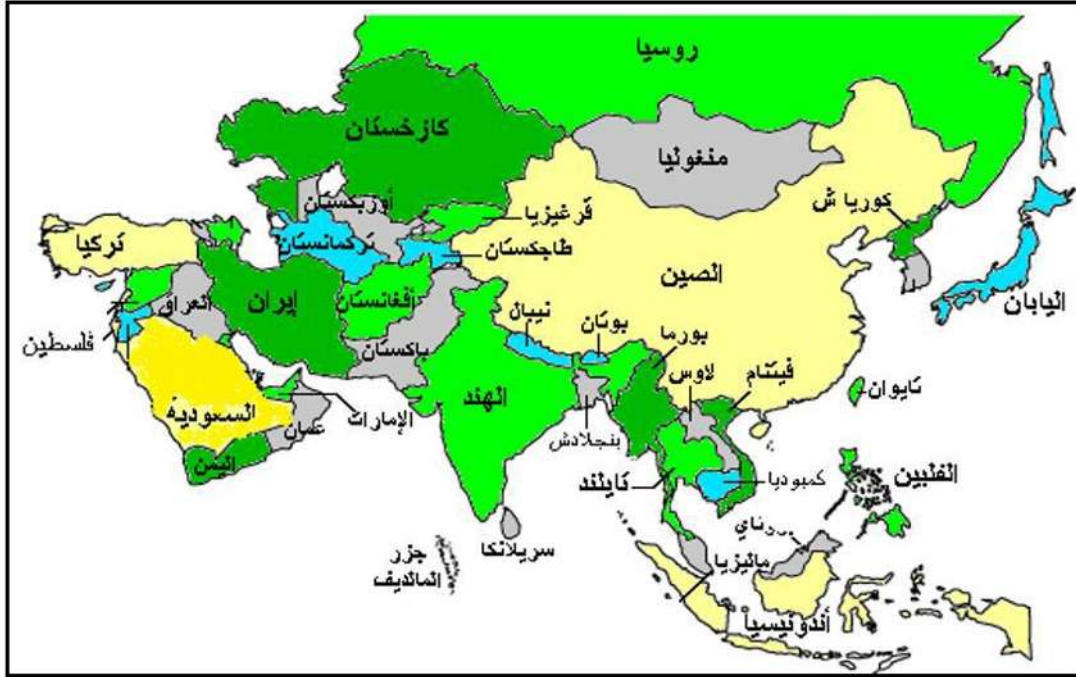 روسيا
كازخستان
منغوليا
أوزبكستان
قرغيزيا
كوريا ش
تركيا
تركمانستان
طاجكستان
الصين
اليابان
العراق
إيران
أفغانستان
نيبال
بوتان
بورما
فلسطين
باكستان
لاوس
فيتنام
تايوان
السعودية
الإمارات
الهند
عمان
بنجلادش
اليمن
تايلند
كمبوديا
الفلبين
سريلانكا
جزر
المالديف
ماليزيا
أندونيسيا